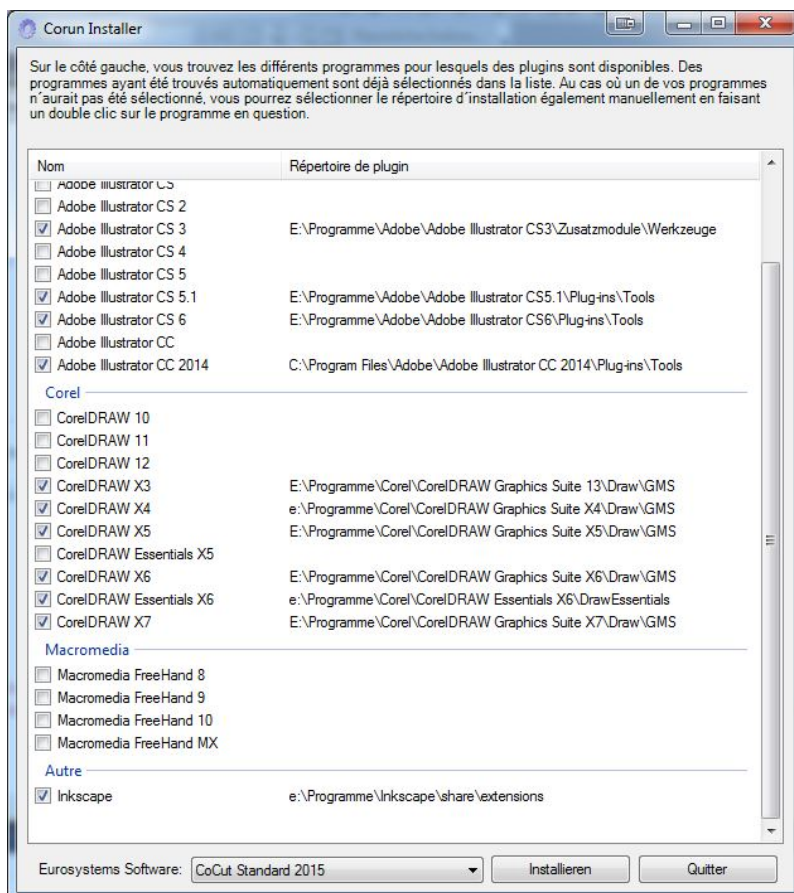 Corun Installer
Sur le côté gauche, vous trouvez les différents programmes pour lesquels des plugins sont disponibles. Des
programmes ayant été trouvés automatiquement sont déjà sélectionnés dans la liste. Au cas où un de vos programmes
n´aurait pas été sélectionné, vous pourrez sélectionner le répertoire d´installation également manuellement en faisant
un double clic sur le programme en question.
Nom Répertoire de plugin
Adobe Illustrator CS
Adobe Illustrator CS 2
Adobe Illustrator CS 3 E:\Programme\Adobe\Adobe Illustrator CS3\Zusatzmodule\Werkzeuge
Adobe Illustrator CS 4
Adobe Illustrator CS 5
Adobe Illustrator CS 5.1 E:\Programme\Adobe\Adobe Illustrator CS5.1\Plug-ins\Tools
Adobe Illustrator CS 6 E:\Programme\Adobe\Adobe Illustrator CS6\Plug-ins\Tools
Adobe Illustrator CC
Adobe Illustrator CC 2014 C:\Program Files\Adobe\Adobe Illustrator CC 2014\Plug-ins\Tools
Corel
CorelDRAW 10
CorelDRAW 11
CorelDRAW 12
CorelDRAW X3 E:\Programme\Corel\CorelDRAW Graphics Suite 13\Draw\GMS
CorelDRAW X4 e:\Programme\Corel\CorelDRAW Graphics Suite X4\Draw\GMS
CorelDRAW X5 E:\Programme\Corel\CorelDRAW Graphics Suite X5\Draw\GMS
CorelDRAW Essentials X5
CorelDRAW X6 E:\Programme\Corel\CorelDRAW Graphics Suite X6\Draw\GMS
CorelDRAW Essentials X6 e:\Programme\Corel\CorelDRAW Essentials X6\DrawEssentials
CorelDRAW X7 E:\Programme\Corel\CorelDRAW Graphics Suite X7\Draw\GMS
Macromedia
Macromedia FreeHand 8
Macromedia FreeHand 9
Macromedia FreeHand 10
Macromedia FreeHand MX
Autre
Inkscape e:\Programme\Inkscape\share\extensions
Eurosystems Software: CoCut Standard 2015 Installieren Quitter